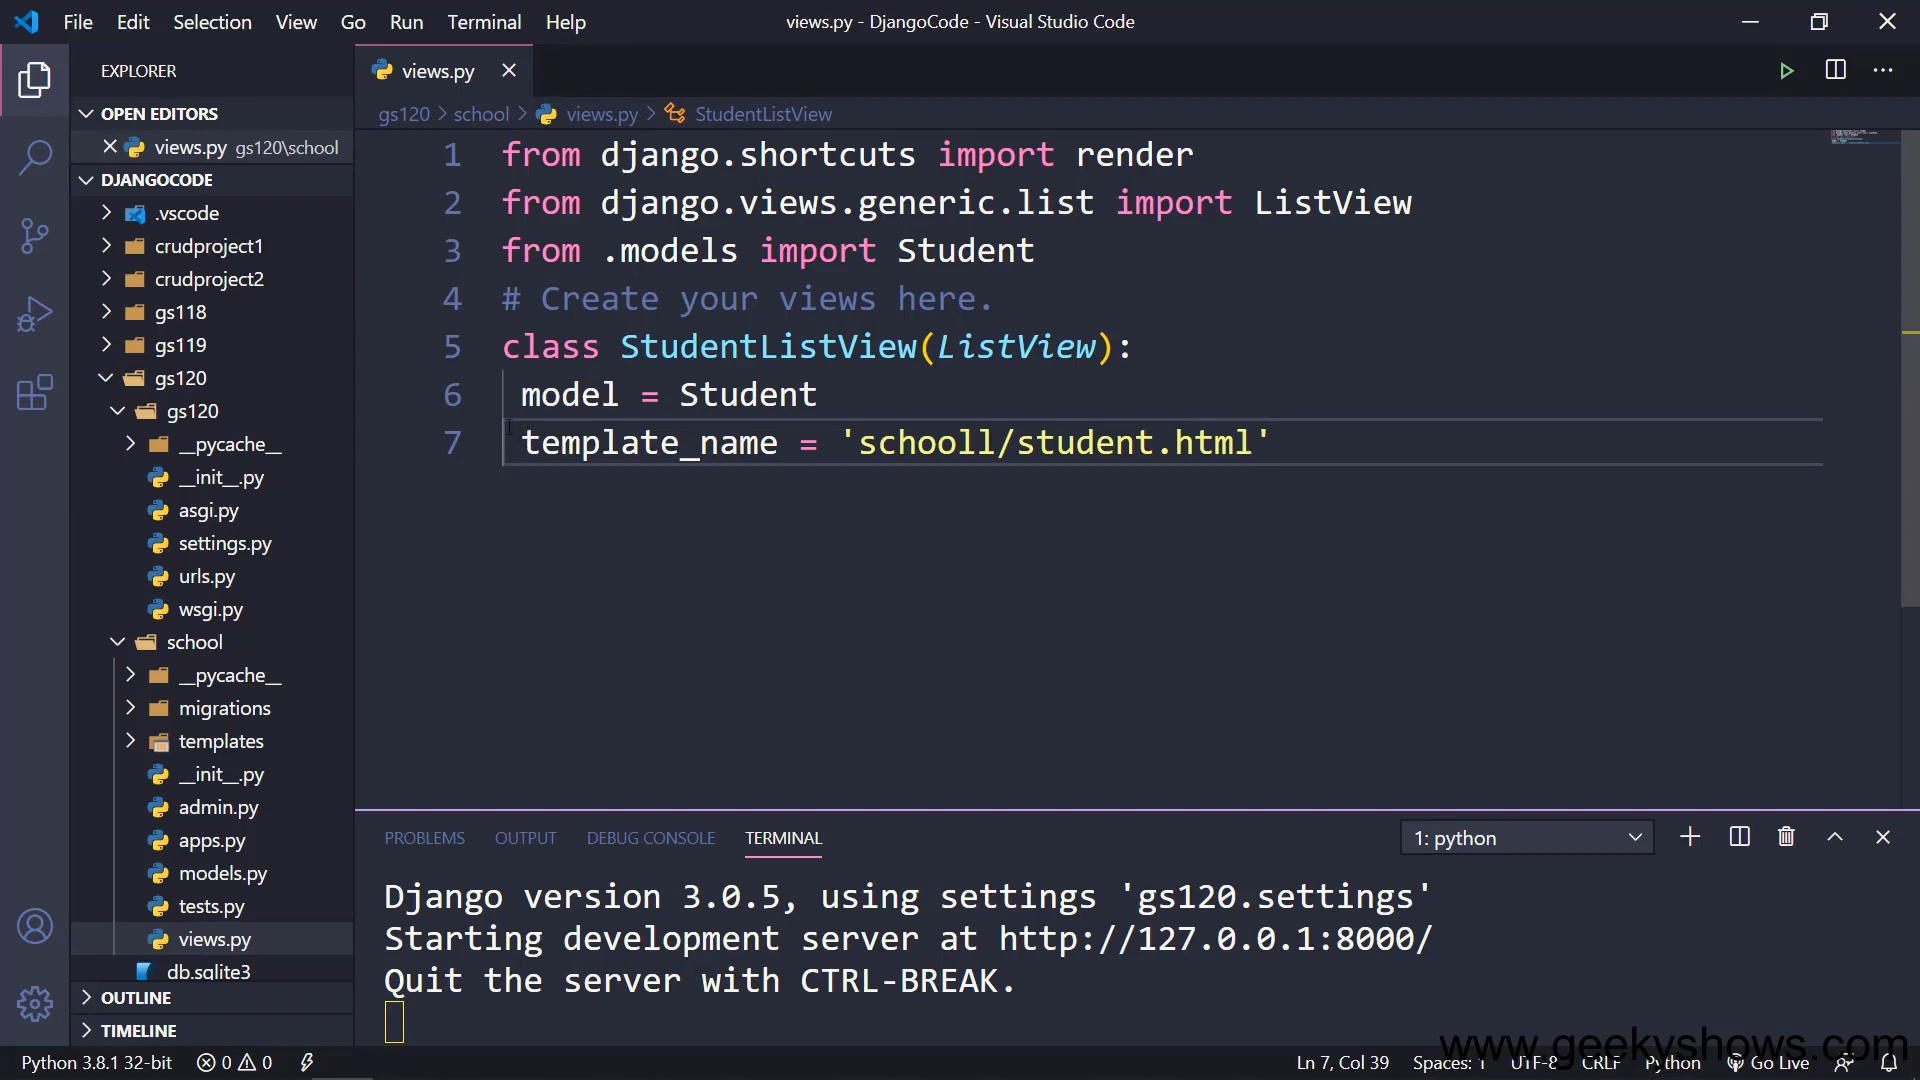 File Edit Selection View Go Run Terminal Help
views.py - DjangoCode - Visual Studio Code
EXPLORER
OPEN EDITORS
views.py gs120\school
DJANGOCODE
.vscode
crudproject1
crudproject2
gs118
gs119
gs120
gs120
__pycache__
__init__.py
asgi.py
settings.py
urls.py
wsgi.py
school
__pycache__
migrations
templates
__init__.py
admin.py
apps.py
models.py
tests.py
views.py
db.sqlite3
OUTLINE
TIMELINE
views.py
gs120 > school > views.py > StudentListView
1 from django.shortcuts import render
2 from django.views.generic.list import ListView
3 from .models import Student
4 # Create your views here.
5 class StudentListView(ListView):
6 model = Student
7 template_name = 'schooll/student.html'
PROBLEMS OUTPUT DEBUG CONSOLE TERMINAL
1: python
Django version 3.0.5, using settings 'gs120.settings'
Starting development server at http://127.0.0.1:8000/
Quit the server with CTRL-BREAK.
www.geekyshows.com
Python 3.8.1 32-bit 0 0
Ln 7, Col 39 Spaces: 1 UTF-8 CRLF Python Go Live